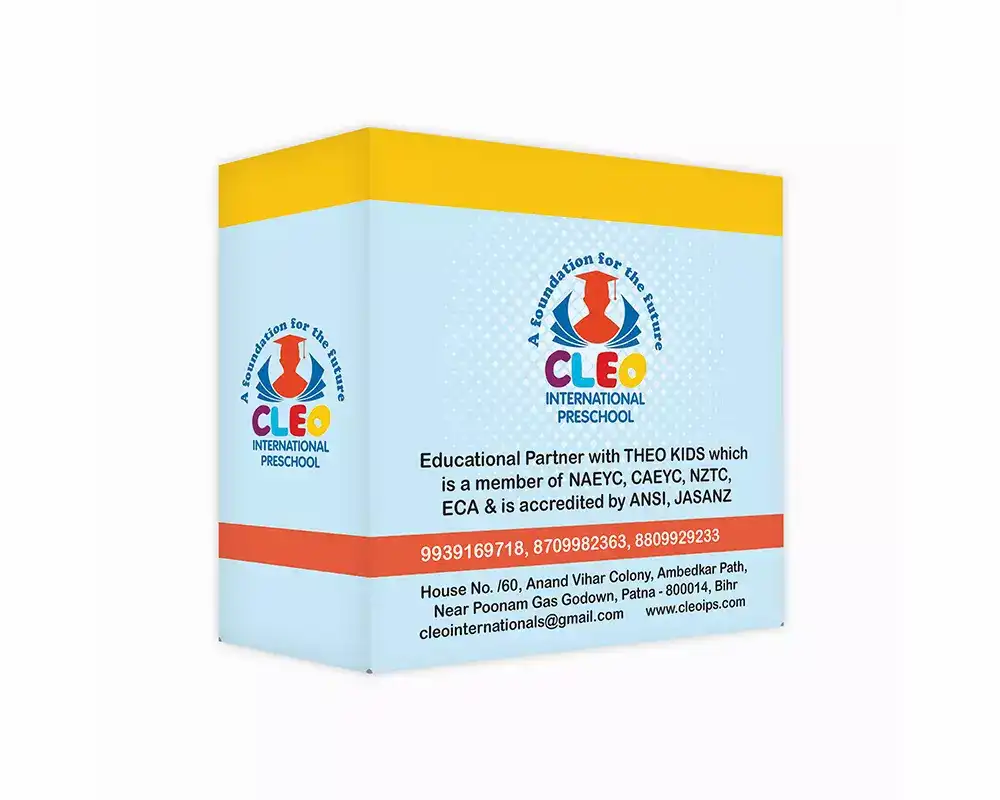 A foundation for the future
CLEO
INTERNATIONAL
PRESCHOOL
A foundation for the future
CLEO
INTERNATIONAL
PRESCHOOL
Educational Partner with THEO KIDS which
is a member of NAEYC, CAEYC, NZTC,
ECA & is accredited by ANSI, JASANZ
9939169718, 8709982363, 8809929233
House No. /60, Anand Vihar Colony, Ambedkar Path,
Near Poonam Gas Godown, Patna - 800014, Bihr
cleointernationals@gmail.com www.cleoips.com